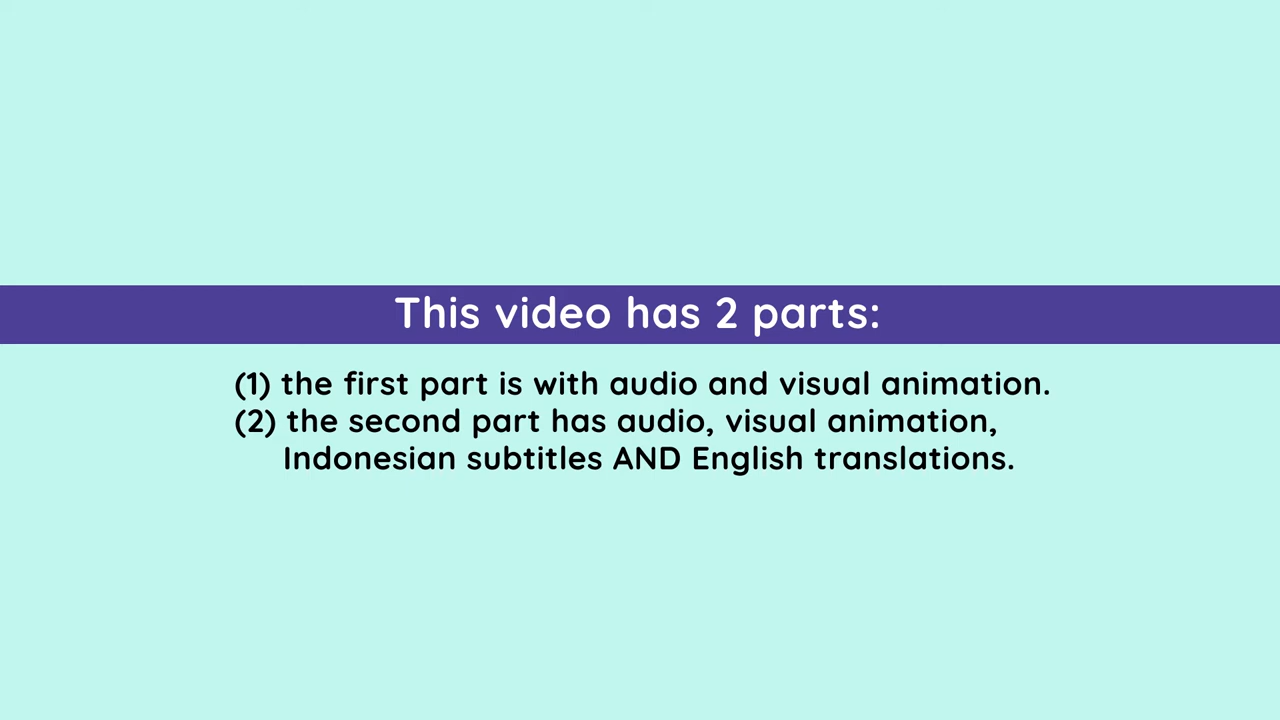 This video has 2 parts:
(1) the first part is with audio and visual animation.
(2) the second part has audio, visual animation,
Indonesian subtitles AND English translations.